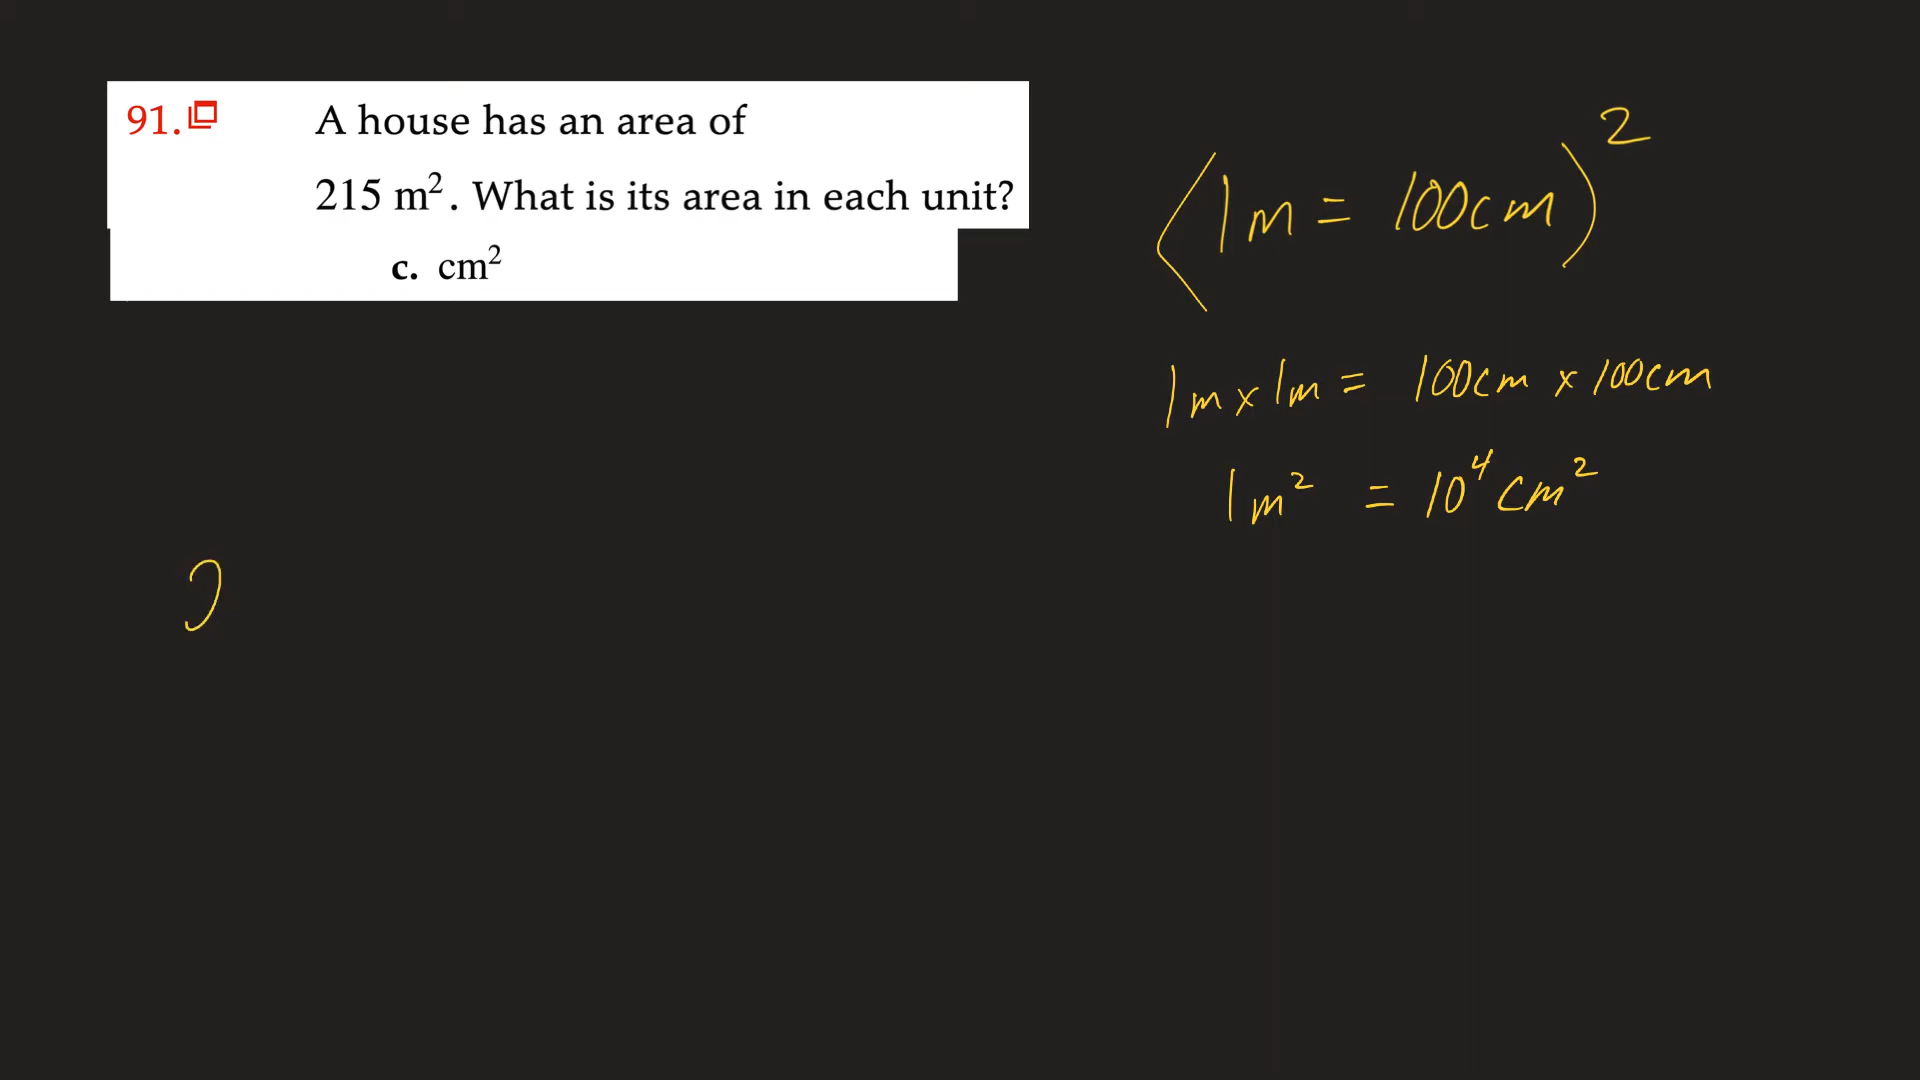 91. A house has an area of
215 m². What is its area in each unit?
c. cm²
(1m = 100cm)²
1m x 1m = 100cm x 100cm
1m² = 10⁴ cm²